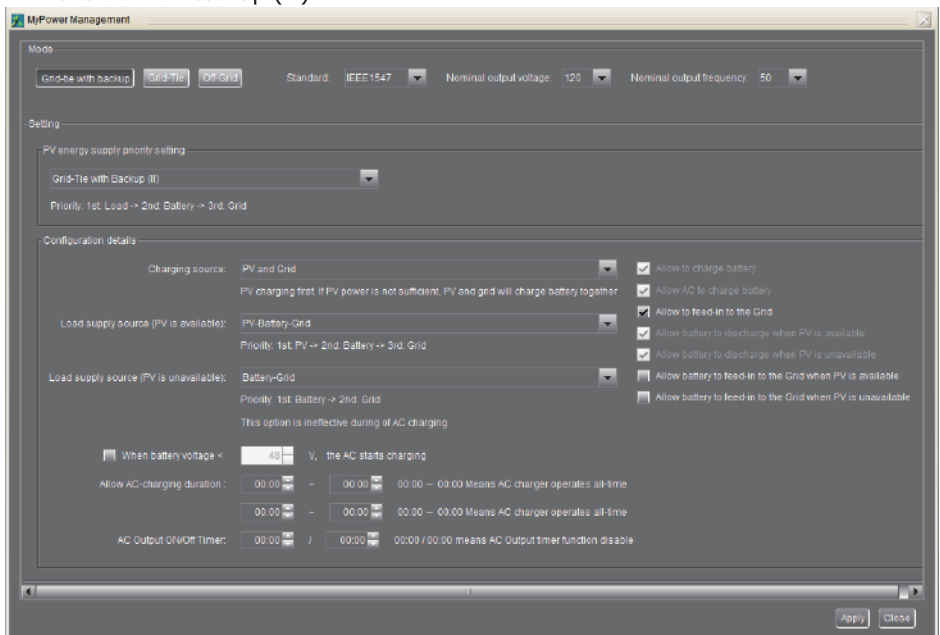 MyPower Management
Mode
Grid-tie with backup Grid-Tie Off-Grid Standard: IEEE1547 Nominal output voltage: 120 Nominal output frequency: 50
Setting
PV energy supply priority setting
Grid-Tie with Backup (II)
Priority: 1st: Load -> 2nd: Battery -> 3rd: Grid
Configuration details
Charging source: PV and Grid
PV charging first. If PV power is not sufficient, PV and grid will charge battery together
Load supply source (PV is available): PV-Battery-Grid
Priority: 1st: PV -> 2nd: Battery -> 3rd: Grid
Load supply source (PV is unavailable): Battery-Grid
Priority: 1st: Battery -> 2nd: Grid
This option is ineffective during of AC charging
Allow to charge battery
Allow AC to charge battery
Allow to feed-in to the Grid
Allow battery to discharge when PV is available
Allow battery to discharge when PV is unavailable
Allow battery to feed-in to the Grid when PV is available
Allow battery to feed-in to the Grid when PV is unavailable
When battery voltage < 48 V, the AC starts charging
Allow AC-charging duration : 00:00 – 00:00 00:00 – 00:00 Means AC charger operates all-time
00:00 – 00:00 00:00 – 00:00 Means AC charger operates all-time
AC Output ON/Off Timer: 00:00 / 00:00 00:00 / 00:00 means AC Output timer function disable
Apply Close